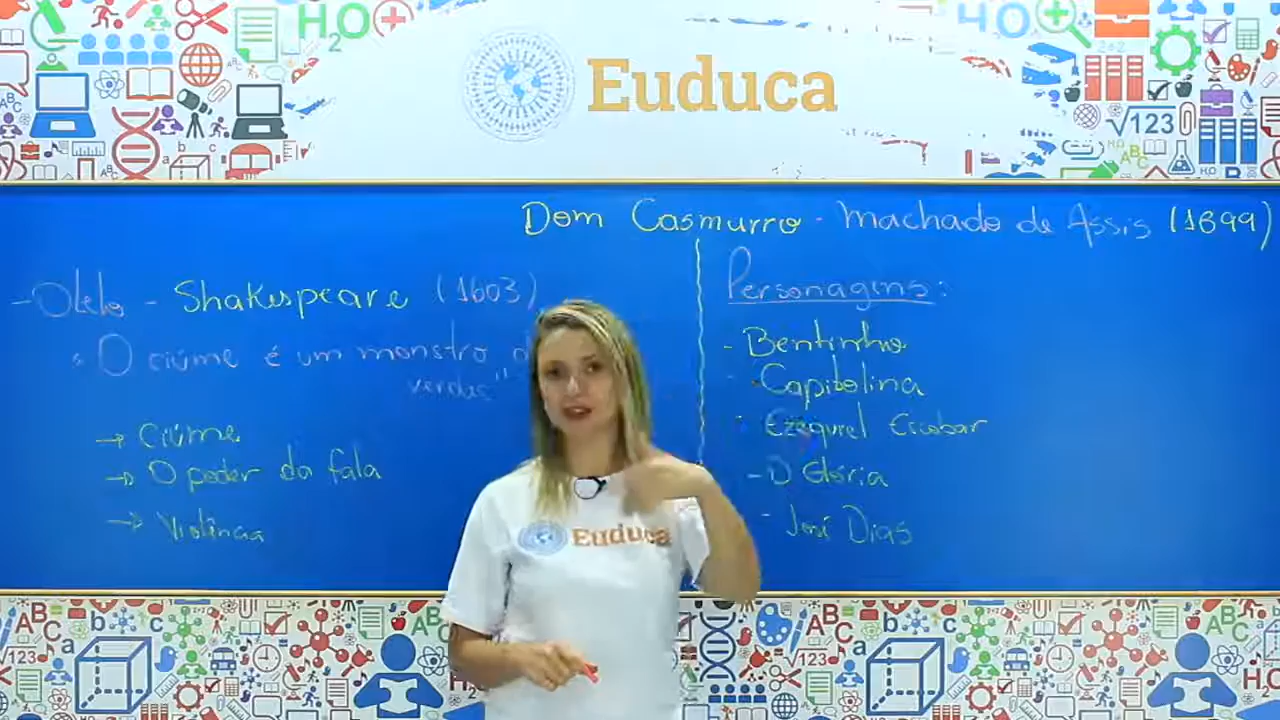 Euduca
Dom Casmurro - Machado de Assis (1899)
- Otelo - Shakespeare (1603)
"O ciúme é um monstro
verdes"
→ Ciúme
→ O poder da fala
→ Violência
Personagens:
- Bentinho
- Capitolina
- Ezequiel Escobar
- D Glória
- José Dias
Euduca